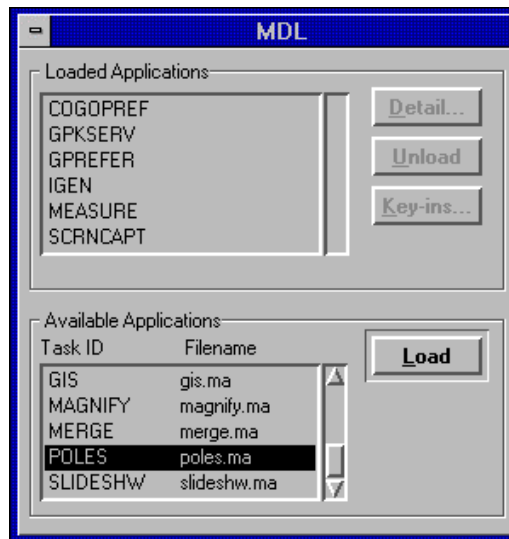 MDL
Loaded Applications
COGOPREF
GPKSERV
GPREFER
IGEN
MEASURE
SCRNCAPT
Detail...
Unload
Key-ins...
Available Applications
Task ID Filename
GIS gis.ma
MAGNIFY magnify.ma
MERGE merge.ma
POLES poles.ma
SLIDESHW slideshw.ma
Load